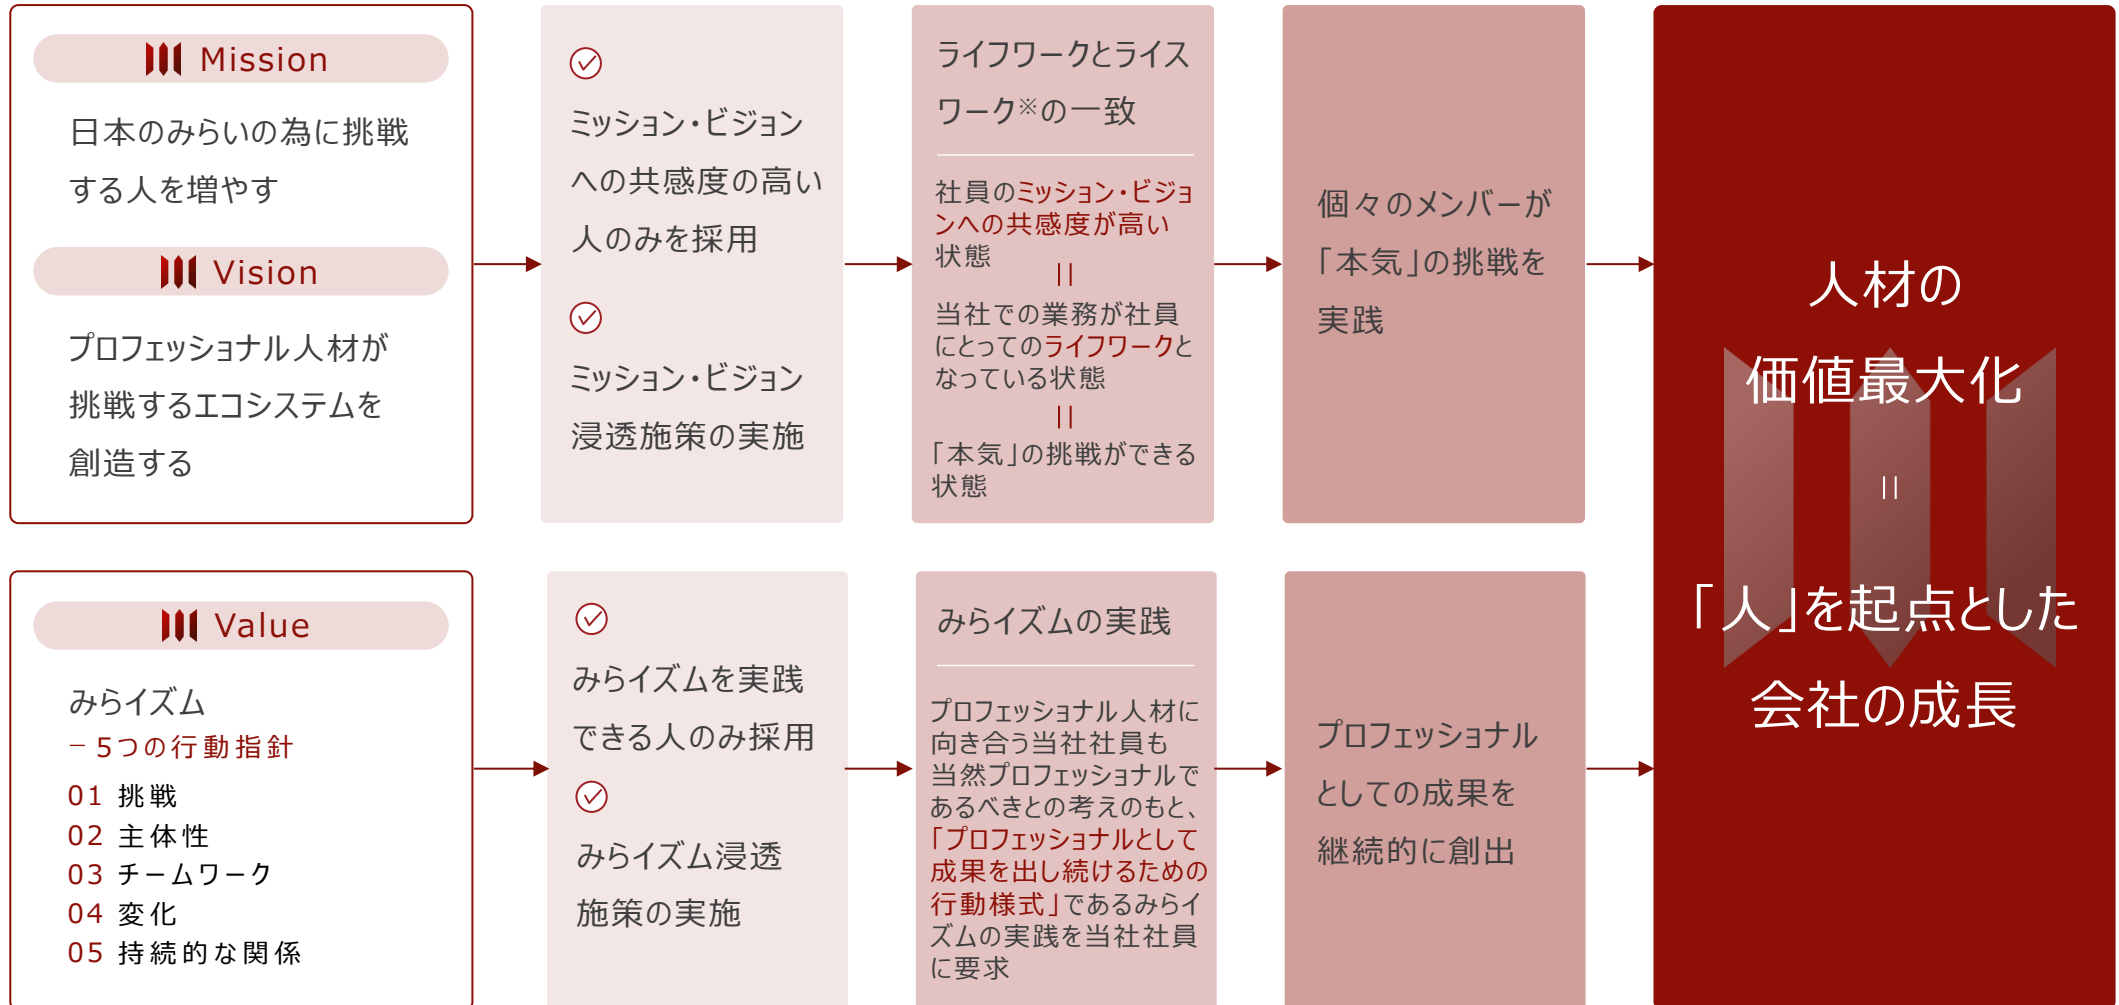 Mission
日本のみらいの為に挑戦
する人を増やす
Vision
プロフェッショナル人材が
挑戦するエコシステムを
創造する
ミッション・ビジョン
への共感度の高い
人のみを採用
ミッション・ビジョン
浸透施策の実施
ライフワークとライス
ワーク※の一致
社員のミッション・ビジョ
ンへの共感度が高い
状態
||
当社での業務が社員
にとってのライフワークと
なっている状態
||
「本気」の挑戦ができる
状態
個々のメンバーが
「本気」の挑戦を
実践
Value
みらイズム
– 5つの行動指針
01 挑戦
02 主体性
03 チームワーク
04 変化
05 持続的な関係
みらイズムを実践
できる人のみ採用
みらイズム浸透
施策の実施
みらイズムの実践
プロフェッショナル人材に
向き合う当社社員も
当然プロフェッショナルで
あるべきとの考えのもと、
「プロフェッショナルとして
成果を出し続けるための
行動様式」であるみらイ
ズムの実践を当社社員
に要求
プロフェッショナル
としての成果を
継続的に創出
人材の
価値最大化
||
「人」を起点とした
会社の成長